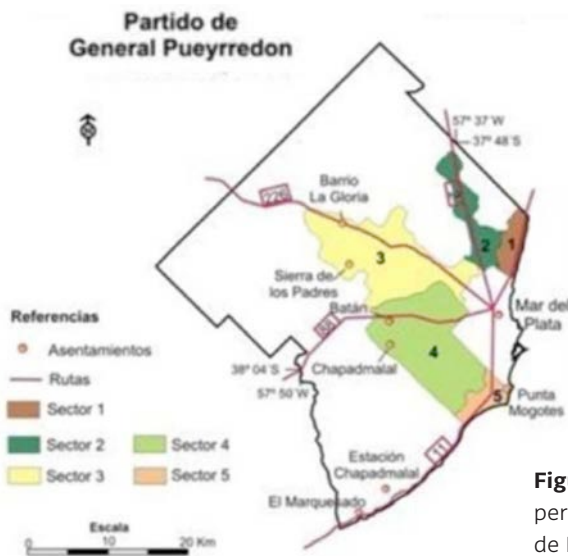 Partido de
General Pueyrredon
N
57° 37´W
37° 48´S
Barrio
La Gloria
226
2
2
1
3
Sierra de
los Padres
Batán
88
Mar del
Plata
Referencias
Asentamientos
Rutas
38° 04´S
57° 50´W
Chapadmalal
4
5
Punta
Mogotes
Sector 1
Sector 2
Sector 4
Sector 3
Sector 5
11
Estación
Chapadmalal
El Marquesado
Escala
0
10
20 Km
Figu
per
de l